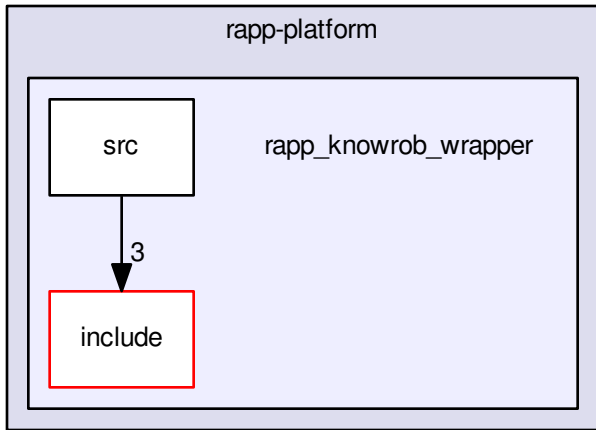 rapp-platform
src
rapp_knowrob_wrapper
3
include